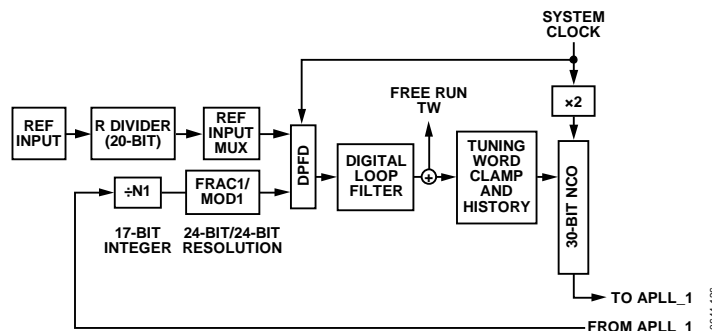 SYSTEM
CLOCK
FREE RUN
TW
×2
REF
INPUT
R DIVIDER
(20-BIT)
REF
INPUT
MUX
DPFD
DIGITAL
LOOP
FILTER
+
TUNING
WORD
CLAMP
AND
HISTORY
30-BIT NCO
÷N1
FRAC1/
MOD1
17-BIT
INTEGER
24-BIT/24-BIT
RESOLUTION
TO APLL_1
FROM APLL_1